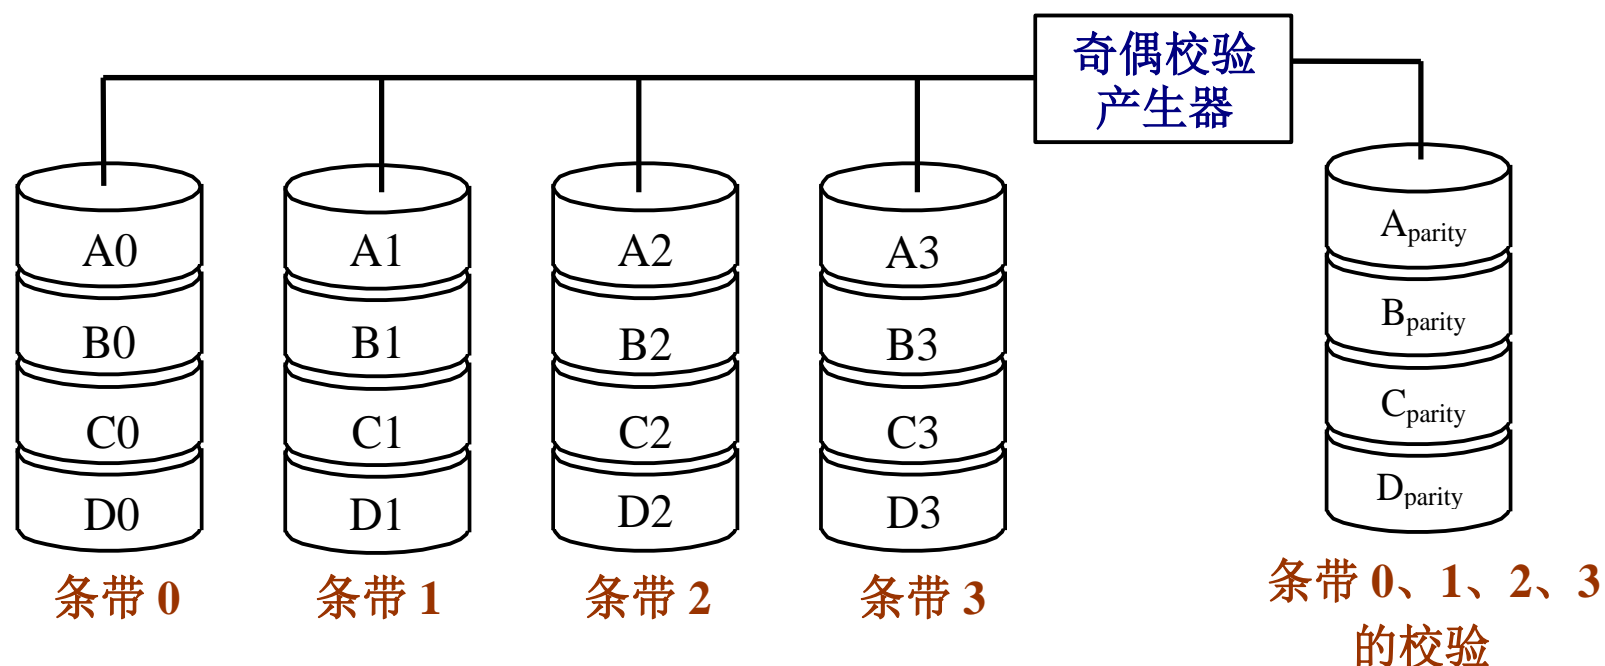 奇偶校验
产生器
A0 A1 A2 A3 Aparity
B0 B1 B2 B3 Bparity
C0 C1 C2 C3 Cparity
D0 D1 D2 D3 Dparity
条带 0 条带 1 条带 2 条带 3 条带 0、1、2、3
的校验